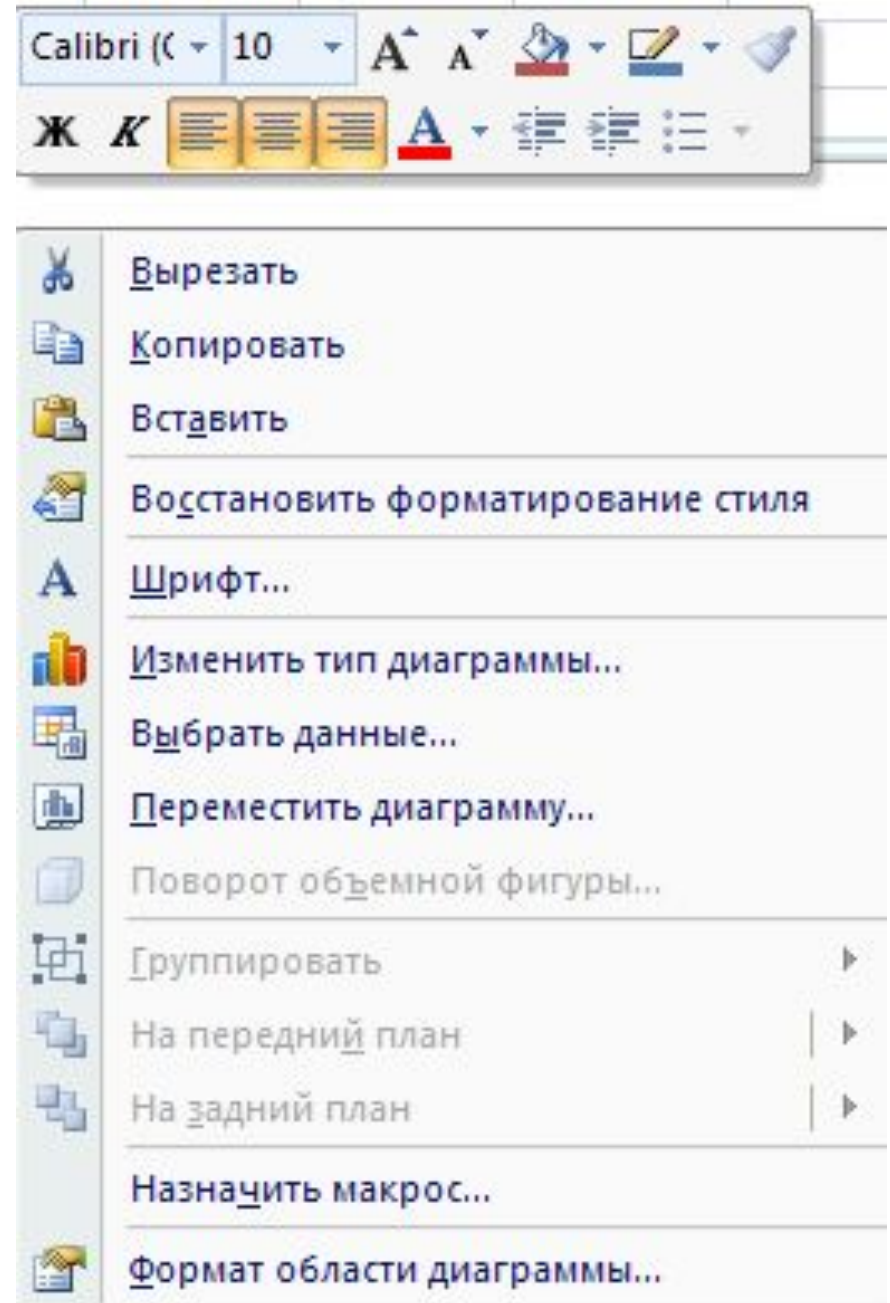 Calibri (С 10 A A
Ж К A
Вырезать
Копировать
Вставить
Восстановить форматирование стиля
А Шрифт...
Изменить тип диаграммы...
Выбрать данные...
Переместить диаграмму...
Поворот объемной фигуры...
Группировать
На передний план
На задний план
Назначить макрос...
Формат области диаграммы...